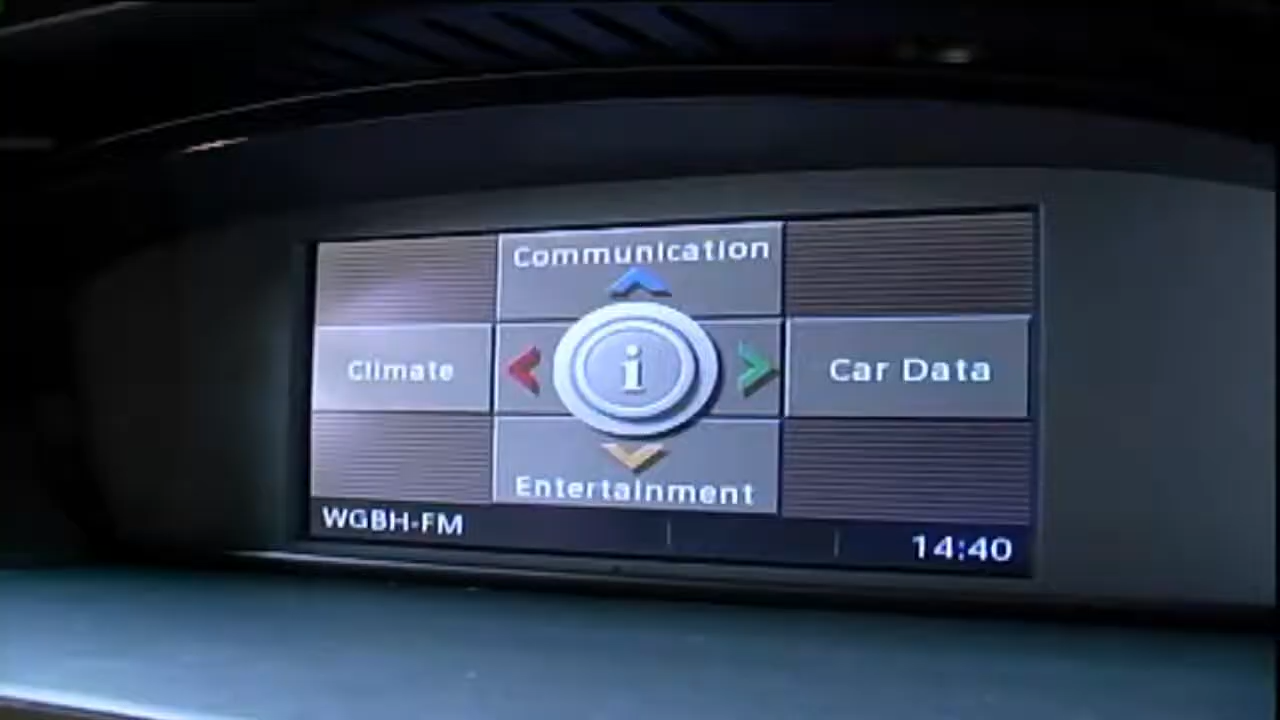 Communication
Climate
i
Car Data
Entertainment
WGBH-FM
14:40